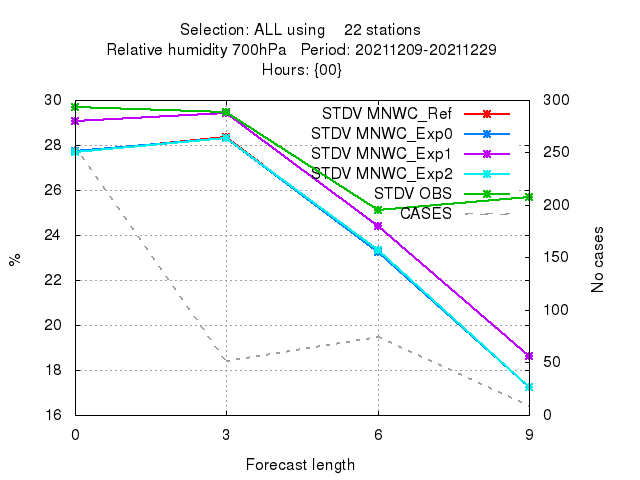 Selection: ALL using 22 stations
Relative humidity 700hPa Period: 20211209-20211229
Hours: {00}
STDV MNWC_Ref
STDV MNWC_Exp0
STDV MNWC_Exp1
STDV MNWC_Exp2
STDV OBS
CASES
30
28
26
24
22
20
18
16
%
300
250
200
150
100
50
0
No cases
0 3 6 9
Forecast length